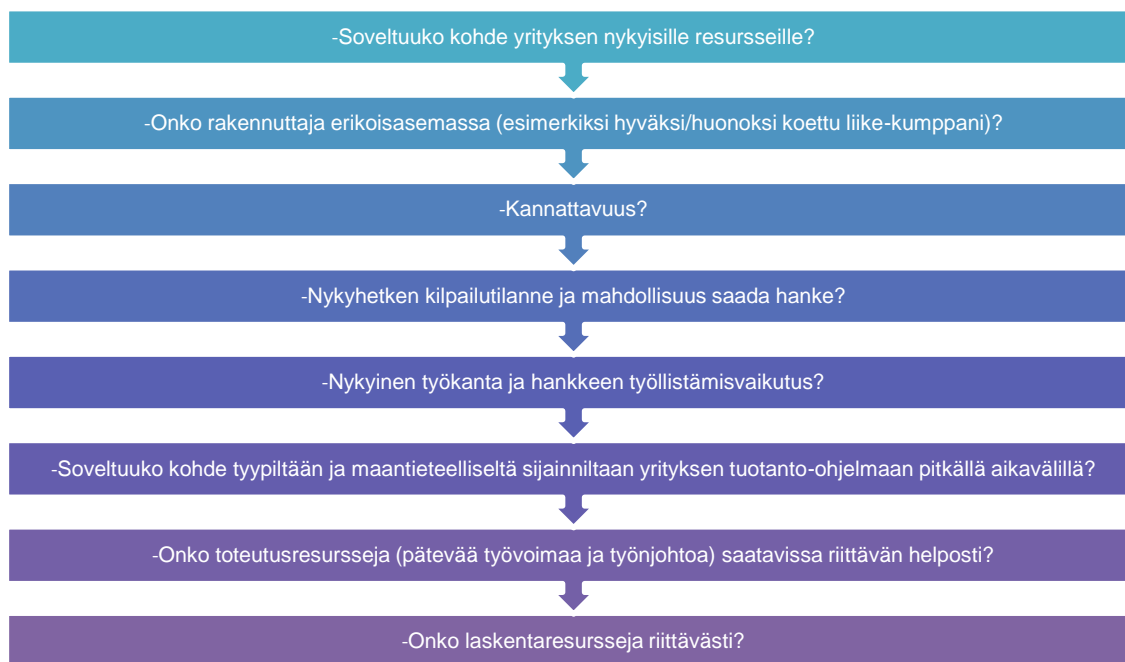 -Soveltuuko kohde yrityksen nykyisille resursseille?
-Onko rakennuttaja erikoisasemassa (esimerkiksi hyväksi/huonoksi koettu liike-kumppani)?
-Kannattavuus?
-Nykyhetken kilpailutilanne ja mahdollisuus saada hanke?
-Nykyinen työkanta ja hankkeen työllistämisvaikutus?
-Soveltuuko kohde tyypiltään ja maantieteelliseltä sijainniltaan yrityksen tuotanto-ohjelmaan pitkällä aikavälillä?
-Onko toteutusresursseja (pätevää työvoimaa ja työnjohtoa) saatavissa riittävän helposti?
-Onko laskentaresursseja riittävästi?